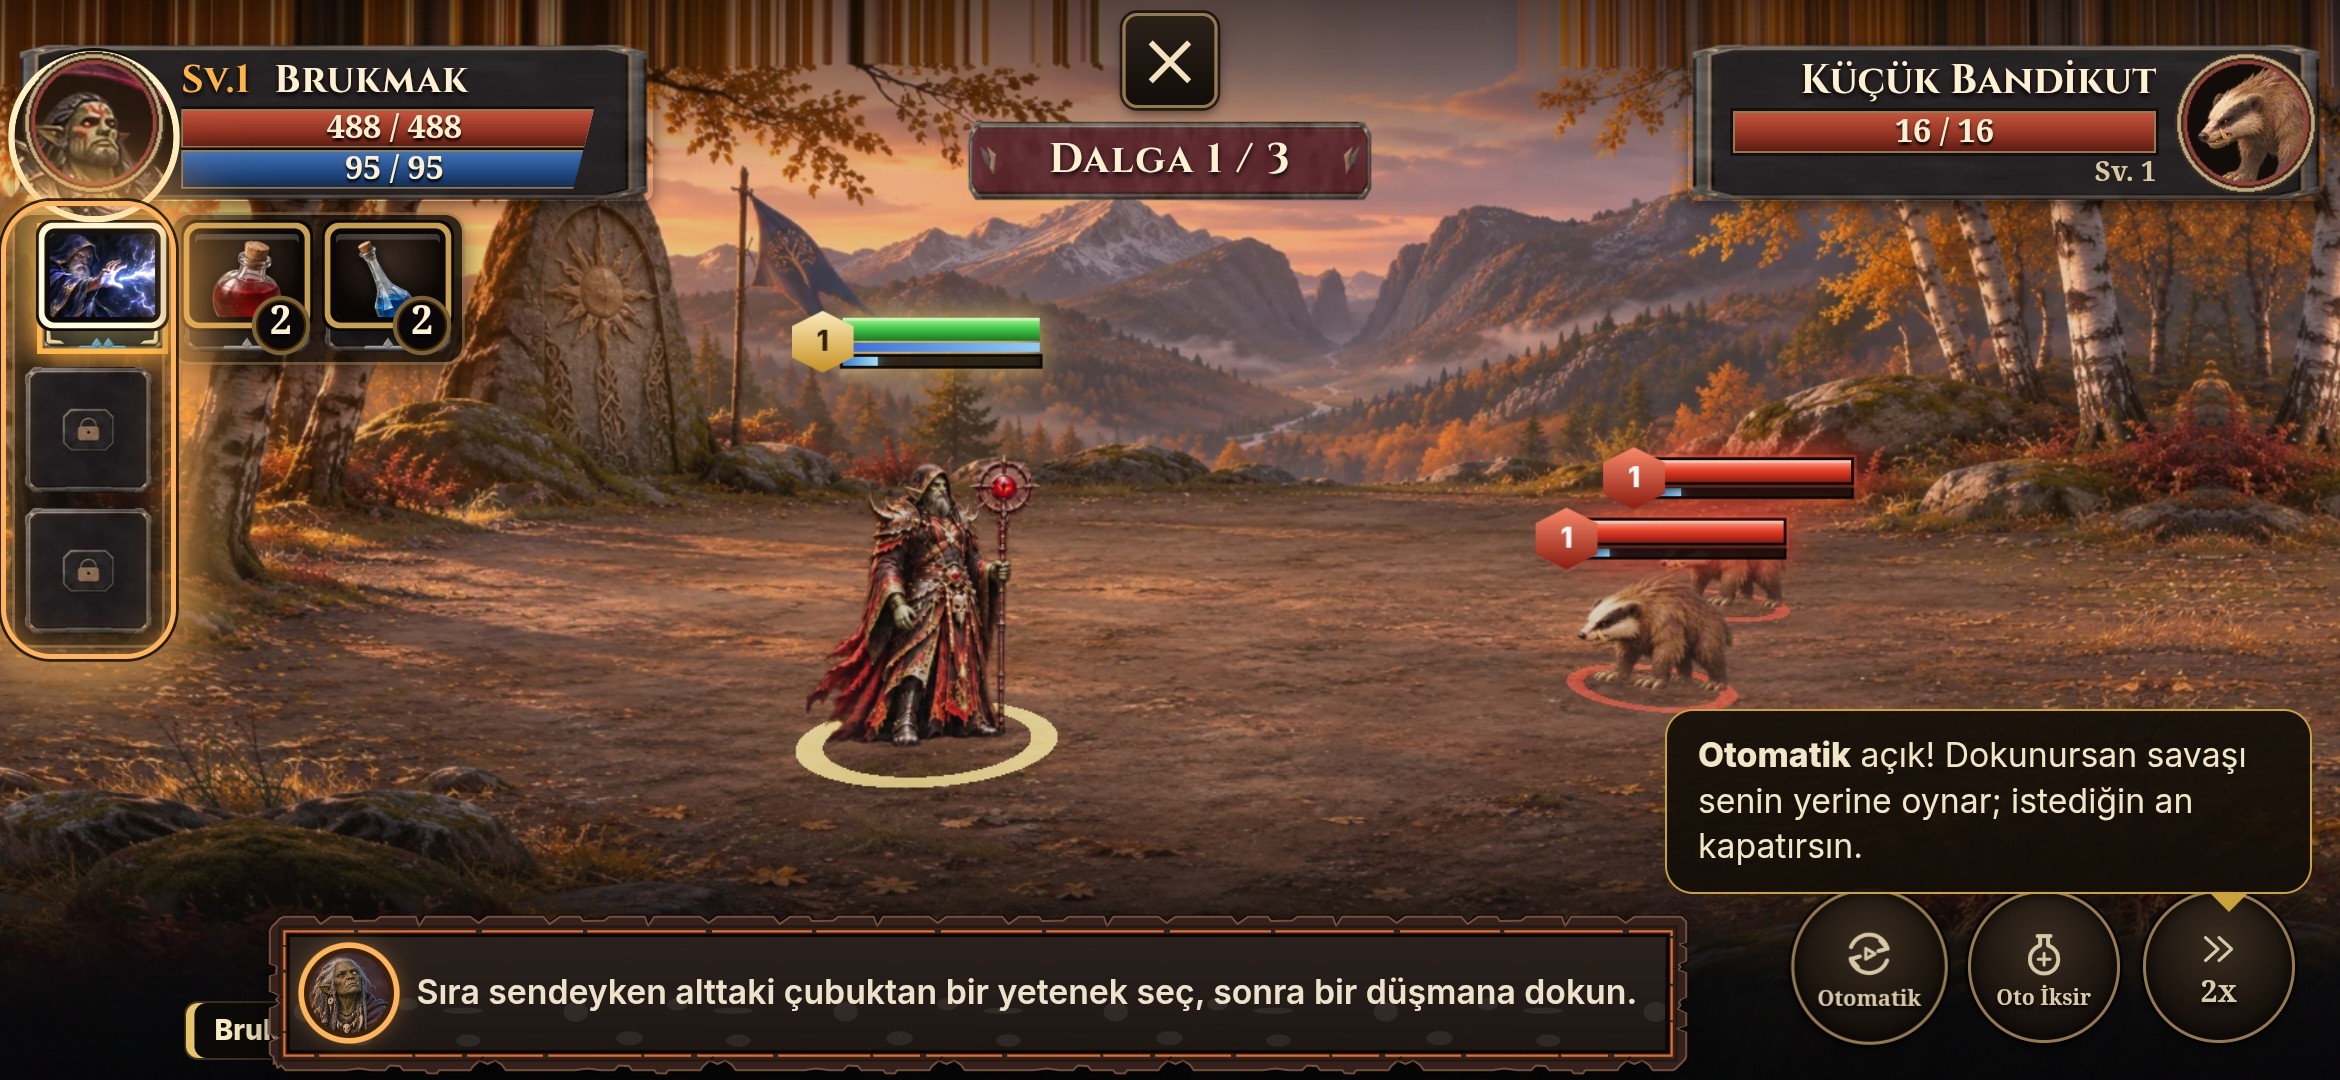 Sv.1 Brukmak
488 / 488
95 / 95
2
2
Dalga 1 / 3
Küçük Bandikut
16 / 16
Sv. 1
1
1
1
Otomatik açık! Dokunursan savaşı
senin yerine oynar; istediğin an
kapatırsın.
Sıra sendeyken alttaki çubuktan bir yetenek seç, sonra bir düşmana dokun.
Otomatik
Oto İksir
2x